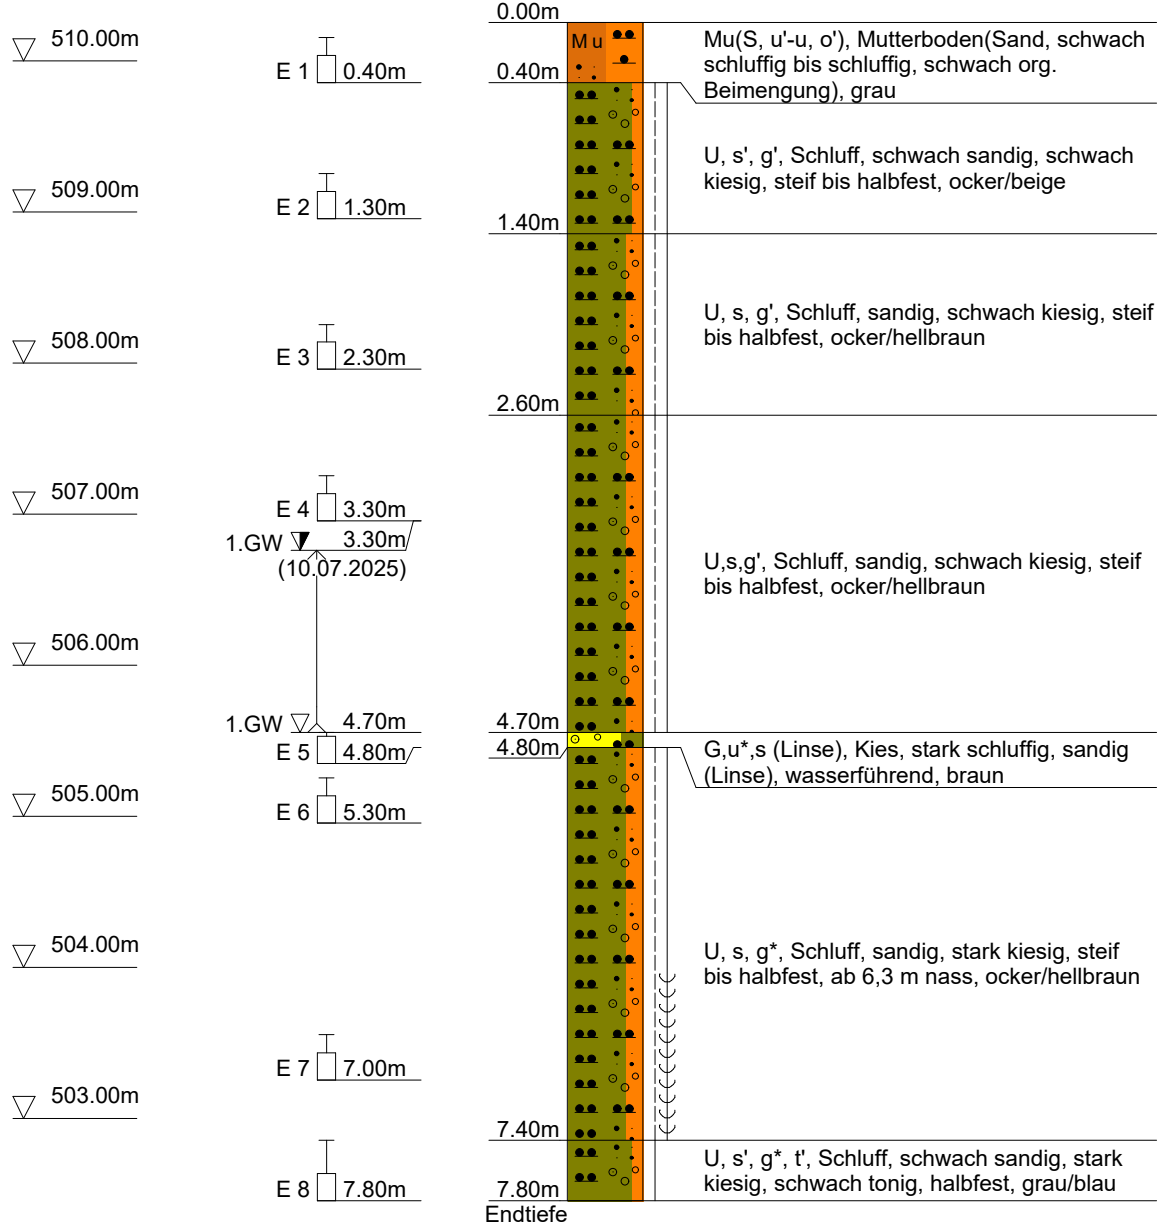 0.00m
510.00m
Mu
Mu(S, u'-u, o'), Mutterboden(Sand, schwach
schluffig bis schluffig, schwach org.
Beimengung), grau
E 1 0.40m
0.40m
U, s', g', Schluff, schwach sandig, schwach
kiesig, steif bis halbfest, ocker/beige
509.00m
E 2 1.30m
1.40m
U, s, g', Schluff, sandig, schwach kiesig, steif
bis halbfest, ocker/hellbraun
508.00m
E 3 2.30m
2.60m
507.00m
E 4 3.30m
1.GW 3.30m
(10.07.2025)
U,s,g', Schluff, sandig, schwach kiesig, steif
bis halbfest, ocker/hellbraun
506.00m
1.GW 4.70m
4.70m
E 5 4.80m
4.80m
G,u*,s (Linse), Kies, stark schluffig, sandig
(Linse), wasserführend, braun
505.00m
E 6 5.30m
504.00m
U, s, g*, Schluff, sandig, stark kiesig, steif
bis halbfest, ab 6,3 m nass, ocker/hellbraun
E 7 7.00m
503.00m
7.40m
U, s', g*, t', Schluff, schwach sandig, stark
kiesig, schwach tonig, halbfest, grau/blau
E 8 7.80m
7.80m
Endtiefe